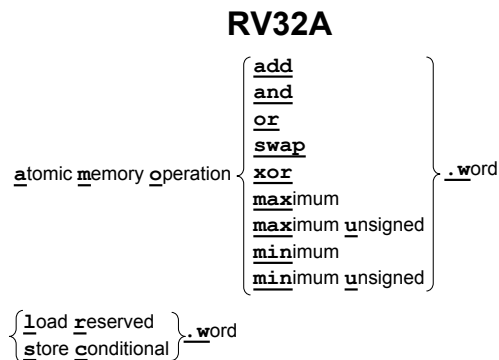 RV32A
add
and
or
swap
xor
atomic memory operation
.word
maximum
maximum unsigned
minimum
minimum unsigned
load reserved
store conditional
.word